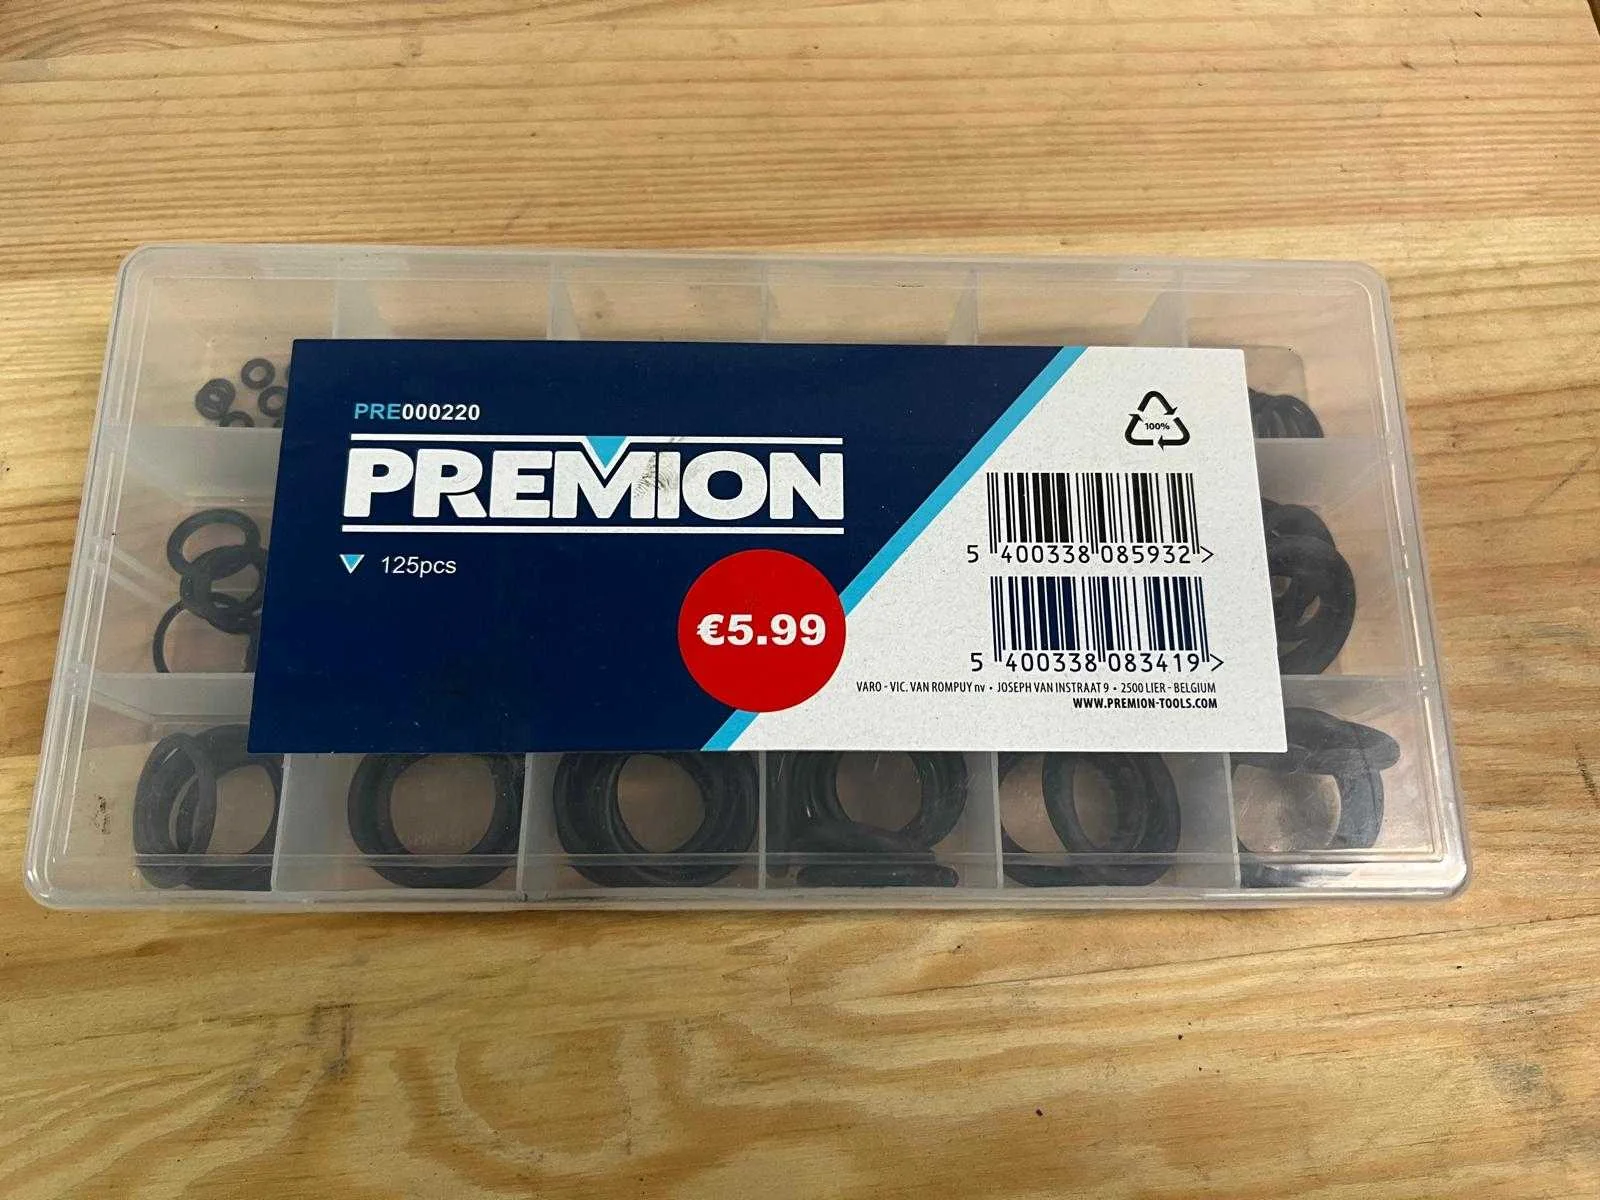 PRE000220
PREMION
125pcs
€5.99
100%
5 400338 085932 >
5 400338 083419 >
VARO - VIC. VAN ROMPUY nv • JOSEPH VAN INSTRAAT 9 • 2500 LIER - BELGIUM
WWW.PREMION-TOOLS.COM